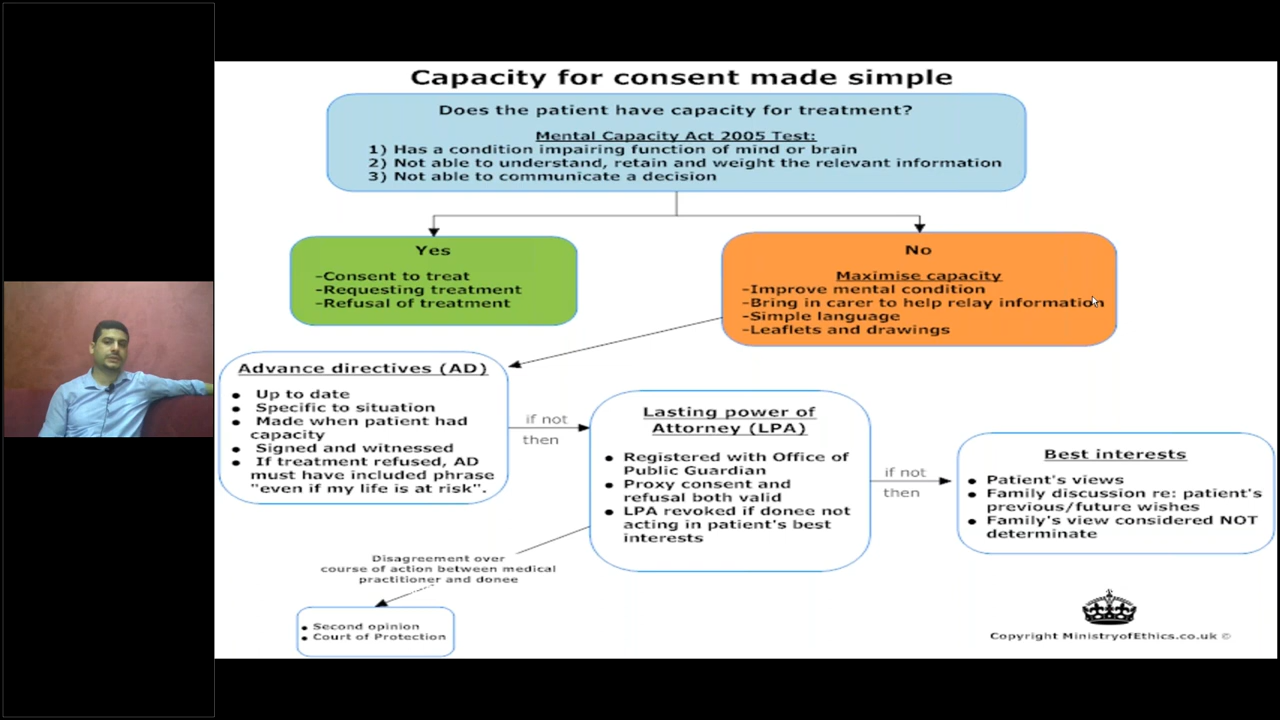 Capacity for consent made simple
Does the patient have capacity for treatment?
Mental Capacity Act 2005 Test:
1) Has a condition impairing function of mind or brain
2) Not able to understand, retain and weight the relevant information
3) Not able to communicate a decision
Yes
-Consent to treat
-Requesting treatment
-Refusal of treatment
No
Maximise capacity
-Improve mental condition
-Bring in carer to help relay information
-Simple language
-Leaflets and drawings
Advance directives (AD)
• Up to date
• Specific to situation
• Made when patient had
capacity
• Signed and witnessed
• If treatment refused, AD
must have included phrase
"even if my life is at risk".
if not
then
Lasting power of
Attorney (LPA)
• Registered with Office of
Public Guardian
• Proxy consent and
refusal both valid
• LPA revoked if donee not
acting in patient's best
interests
if not
then
Best interests
• Patient's views
• Family discussion re: patient's
previous/future wishes
• Family's view considered NOT
determinate
Disagreement over
course of action between medical
practitioner and donee
• Second opinion
• Court of Protection
Copyright MinistryofEthics.co.uk ©